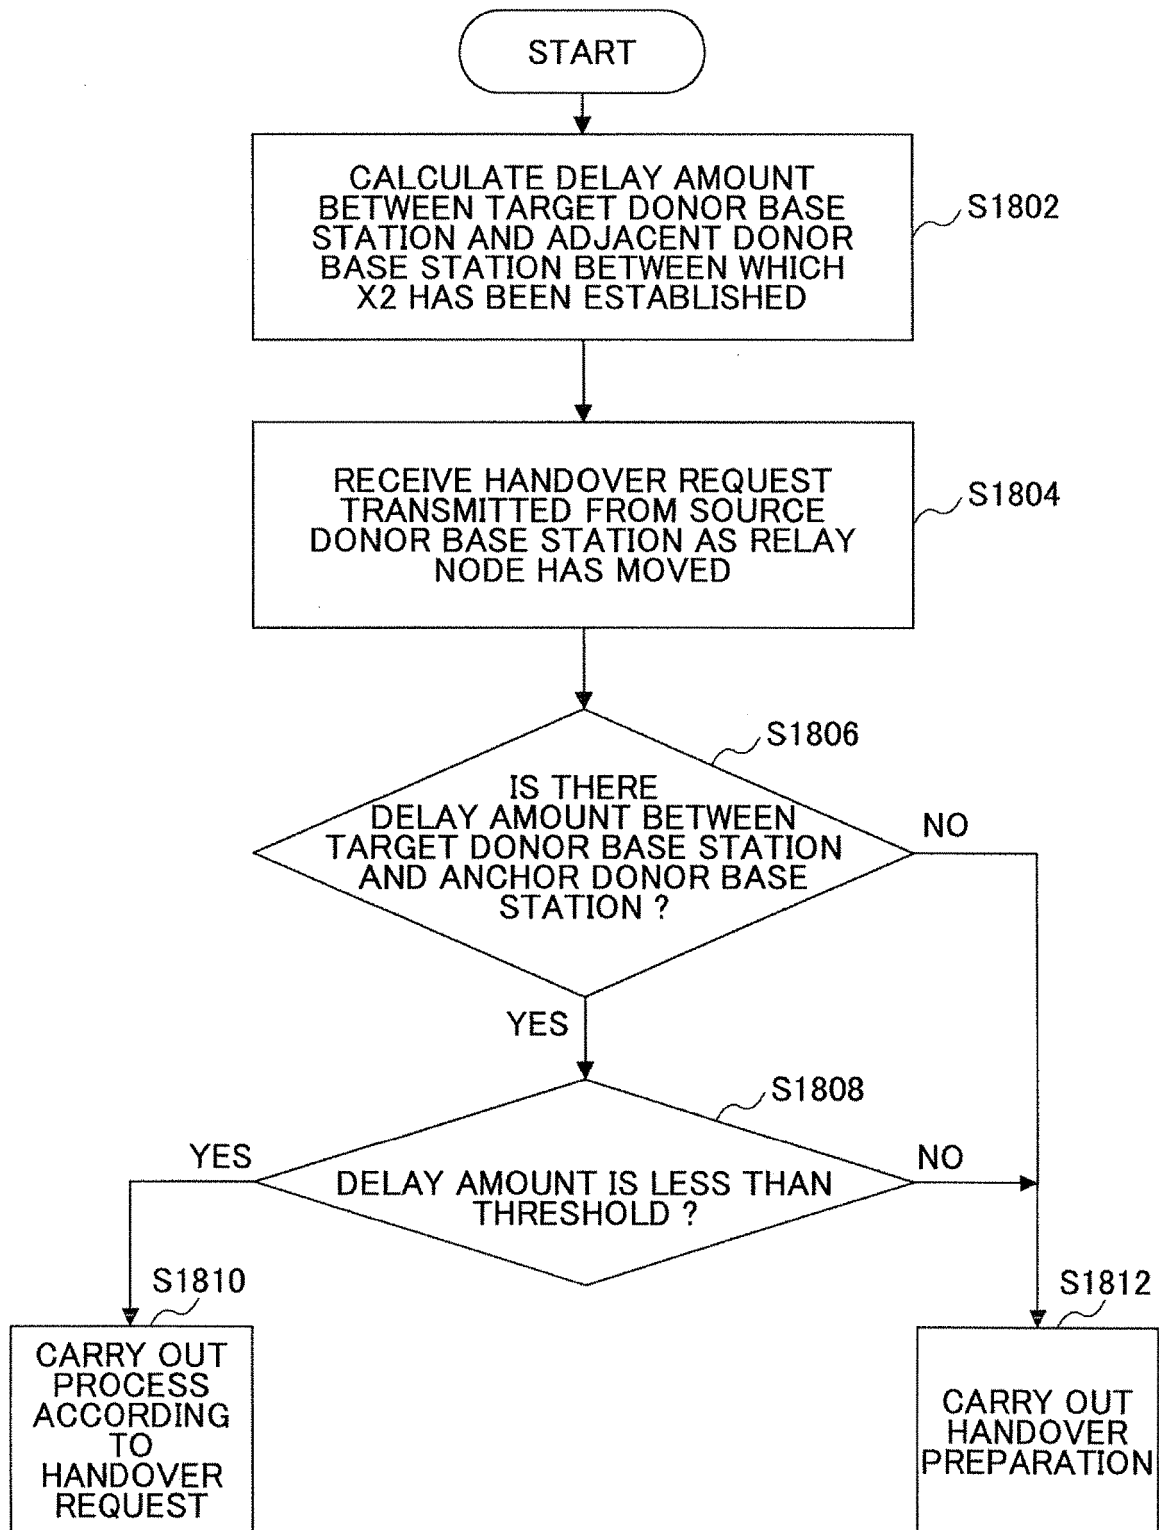 START
CALCULATE DELAY AMOUNT
BETWEEN TARGET DONOR BASE
STATION AND ADJACENT DONOR
BASE STATION BETWEEN WHICH
X2 HAS BEEN ESTABLISHED
S1802
RECEIVE HANDOVER REQUEST
TRANSMITTED FROM SOURCE
DONOR BASE STATION AS RELAY
NODE HAS MOVED
S1804
S1806
IS THERE
DELAY AMOUNT BETWEEN
TARGET DONOR BASE STATION
AND ANCHOR DONOR BASE
STATION ?
NO
YES
S1808
YES
DELAY AMOUNT IS LESS THAN
THRESHOLD ?
NO
S1810
CARRY OUT
PROCESS
ACCORDING
TO
HANDOVER
REQUEST
S1812
CARRY OUT
HANDOVER
PREPARATION